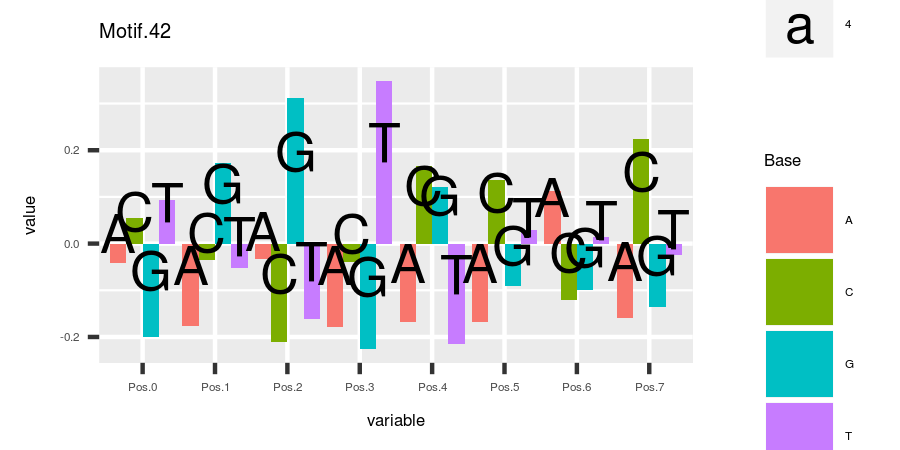 Motif.42
a 4
value
0.2
0.0
-0.2
A C G T A C G T A C G T A C G T A C G T A C G T A C G T A C G T
Pos.0 Pos.1 Pos.2 Pos.3 Pos.4 Pos.5 Pos.6 Pos.7
variable
Base
A
C
G
T